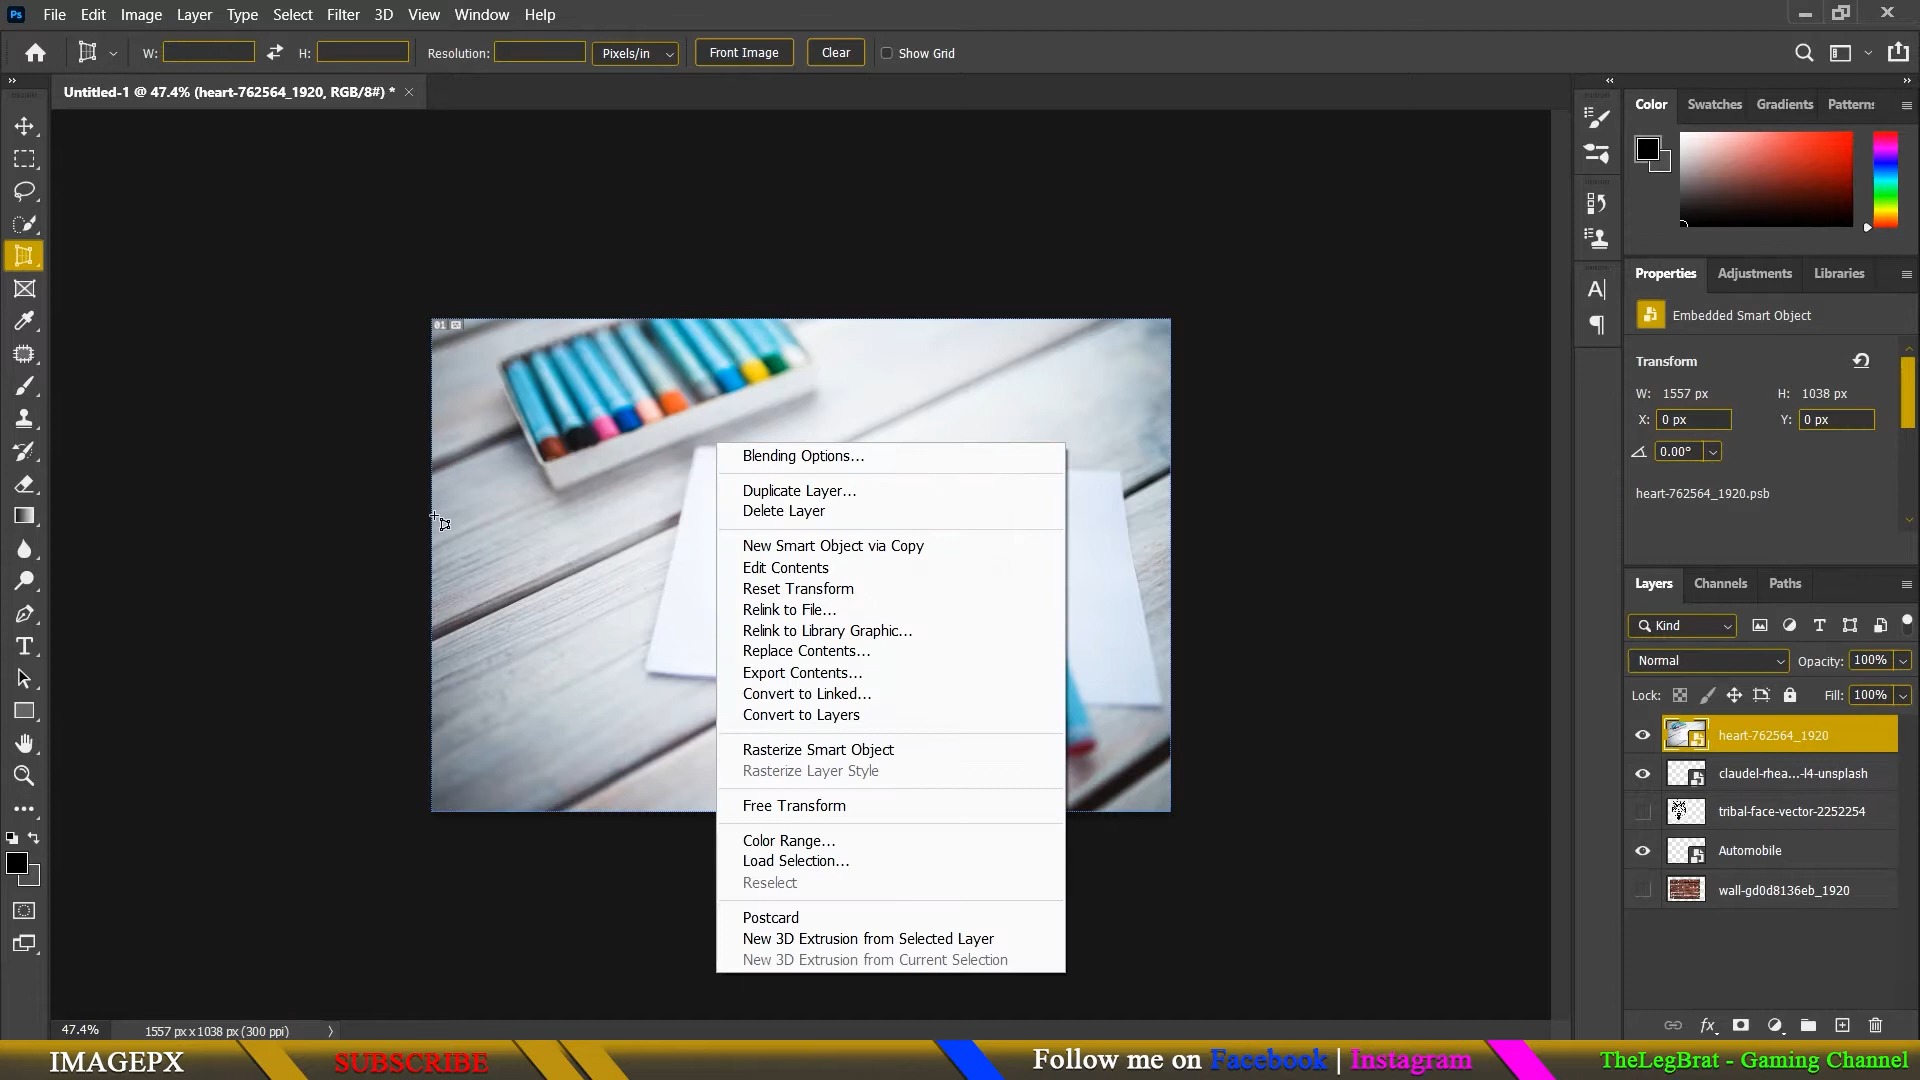 Ps File Edit Image Layer Type Select Filter 3D View Window Help
W: H: Resolution: Pixels/in Front Image Clear Show Grid
Untitled-1 @ 47.4% (heart-762564_1920, RGB/8#) *
Color Swatches Gradients Patterns
Properties Adjustments Libraries
Embedded Smart Object
Transform
W: 1557 px H: 1038 px
X: 0 px Y: 0 px
0.00°
heart-762564_1920.psb
01
Blending Options...
Duplicate Layer...
Delete Layer
New Smart Object via Copy
Edit Contents
Reset Transform
Relink to File...
Relink to Library Graphic...
Replace Contents...
Export Contents...
Convert to Linked...
Convert to Layers
Rasterize Smart Object
Rasterize Layer Style
Free Transform
Color Range...
Load Selection...
Reselect
Postcard
New 3D Extrusion from Selected Layer
New 3D Extrusion from Current Selection
Layers Channels Paths
Kind
Normal Opacity: 100%
Lock: Fill: 100%
heart-762564_1920
claudel-rhea...-l4-unsplash
tribal-face-vector-2252254
Automobile
wall-gd0d8136eb_1920
fx
47.4% 1557 px x 1038 px (300 ppi)
IMAGEPX SUBSCRIBE Follow me on Facebook | Instagram TheLegBrat - Gaming Channel